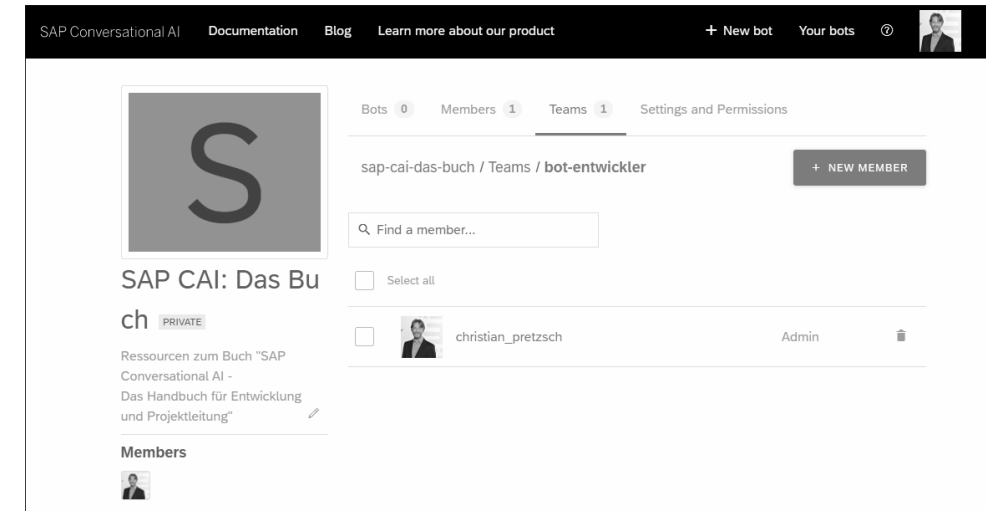 SAP Conversational AI Documentation Blog Learn more about our product + New bot Your bots ?
S
Bots 0 Members 1 Teams 1 Settings and Permissions
sap-cai-das-buch / Teams / bot-entwickler + NEW MEMBER
Find a member...
Select all
christian_pretzsch Admin
SAP CAI: Das Bu
ch PRIVATE
Ressourcen zum Buch "SAP
Conversational AI -
Das Handbuch für Entwicklung
und Projektleitung"
Members